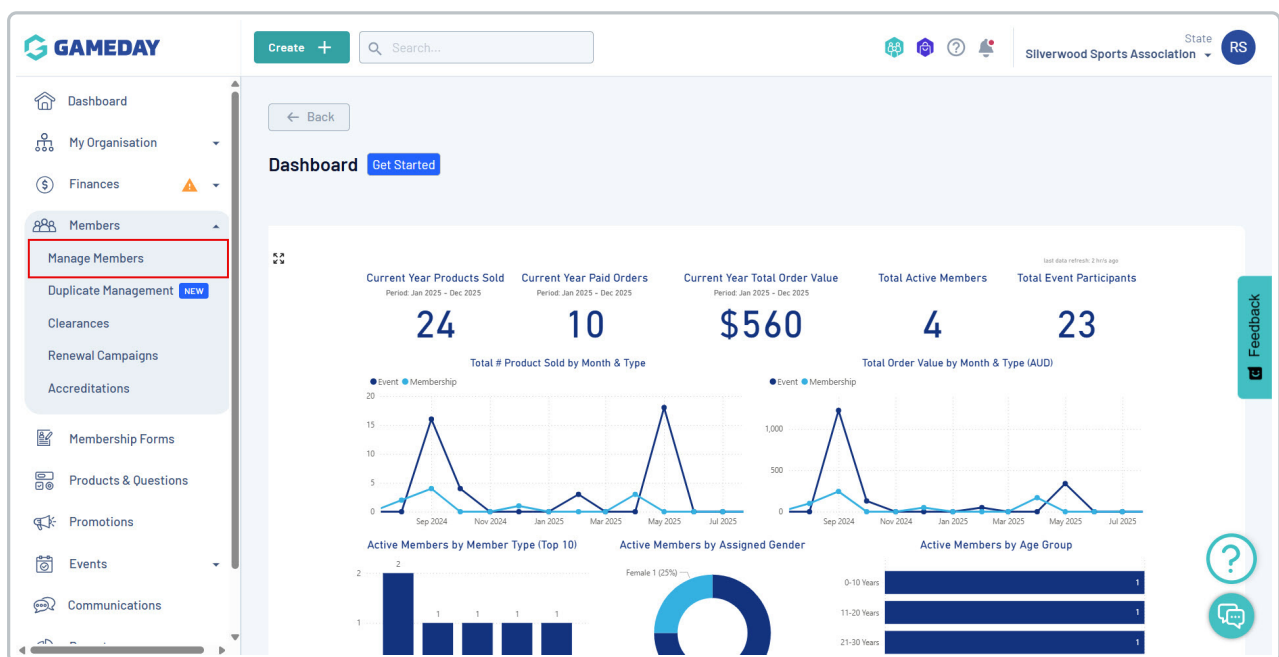 GAMEDAY
Create +
Search...
State
Silverwood Sports Association
RS
Dashboard
My Organisation
Finances
Members
Manage Members
Duplicate Management NEW
Clearances
Renewal Campaigns
Accreditations
Membership Forms
Products & Questions
Promotions
Events
Communications
← Back
Dashboard Get Started
last data refresh: 2 hr/s ago
Current Year Products Sold
Period: Jan 2025 - Dec 2025
24
Current Year Paid Orders
Period: Jan 2025 - Dec 2025
10
Current Year Total Order Value
Period: Jan 2025 - Dec 2025
$560
Total Active Members
4
Total Event Participants
23
Total # Product Sold by Month & Type
Event Membership
20
15
10
5
0
Sep 2024 Nov 2024 Jan 2025 Mar 2025 May 2025 Jul 2025
Total Order Value by Month & Type (AUD)
Event Membership
1,000
500
0
Sep 2024 Nov 2024 Jan 2025 Mar 2025 May 2025 Jul 2025
Active Members by Member Type (Top 10)
2
1
2 1 1 1 1
Active Members by Assigned Gender
Female 1 (25%)
Active Members by Age Group
0-10 Years 1
11-20 Years 1
21-30 Years 1
Feedback
?